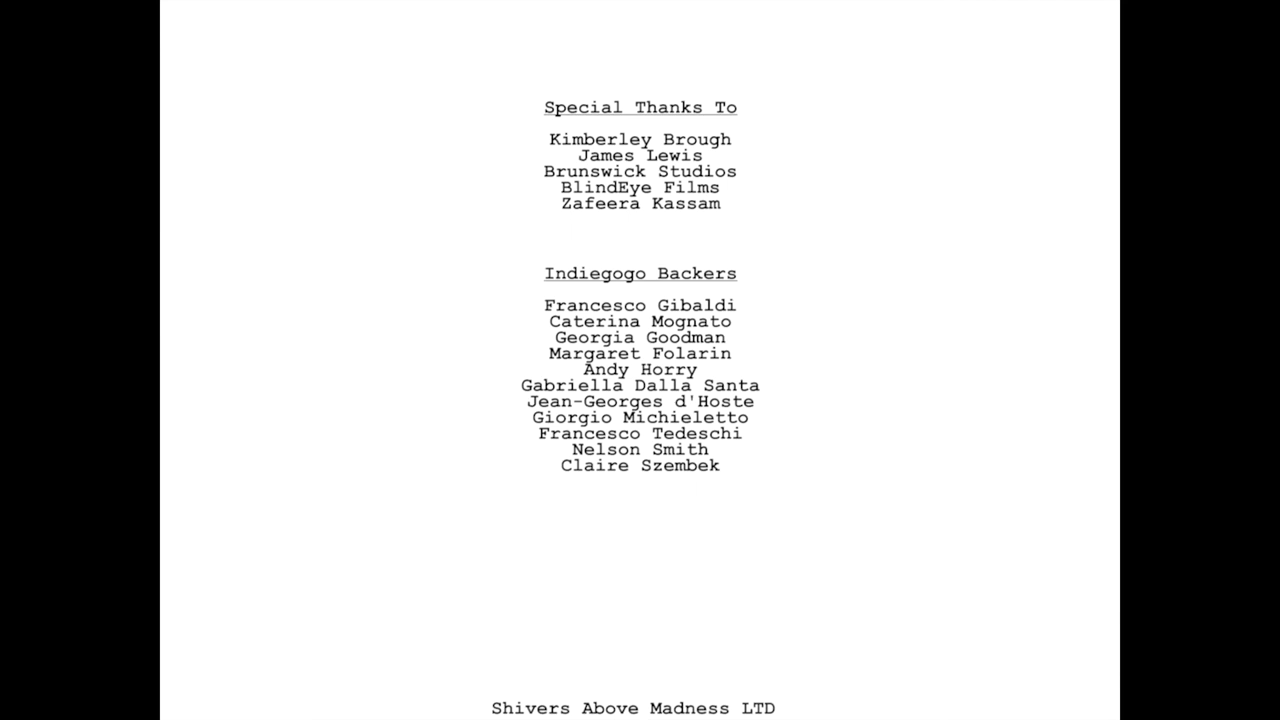 Special Thanks To
Kimberley Brough
James Lewis
Brunswick Studios
BlindEye Films
Zafeera Kassam
Indiegogo Backers
Francesco Gibaldi
Caterina Mognato
Georgia Goodman
Margaret Folarin
Andy Horry
Gabriella Dalla Santa
Jean-Georges d'Hoste
Giorgio Michieletto
Francesco Tedeschi
Nelson Smith
Claire Szembek
Shivers Above Madness LTD